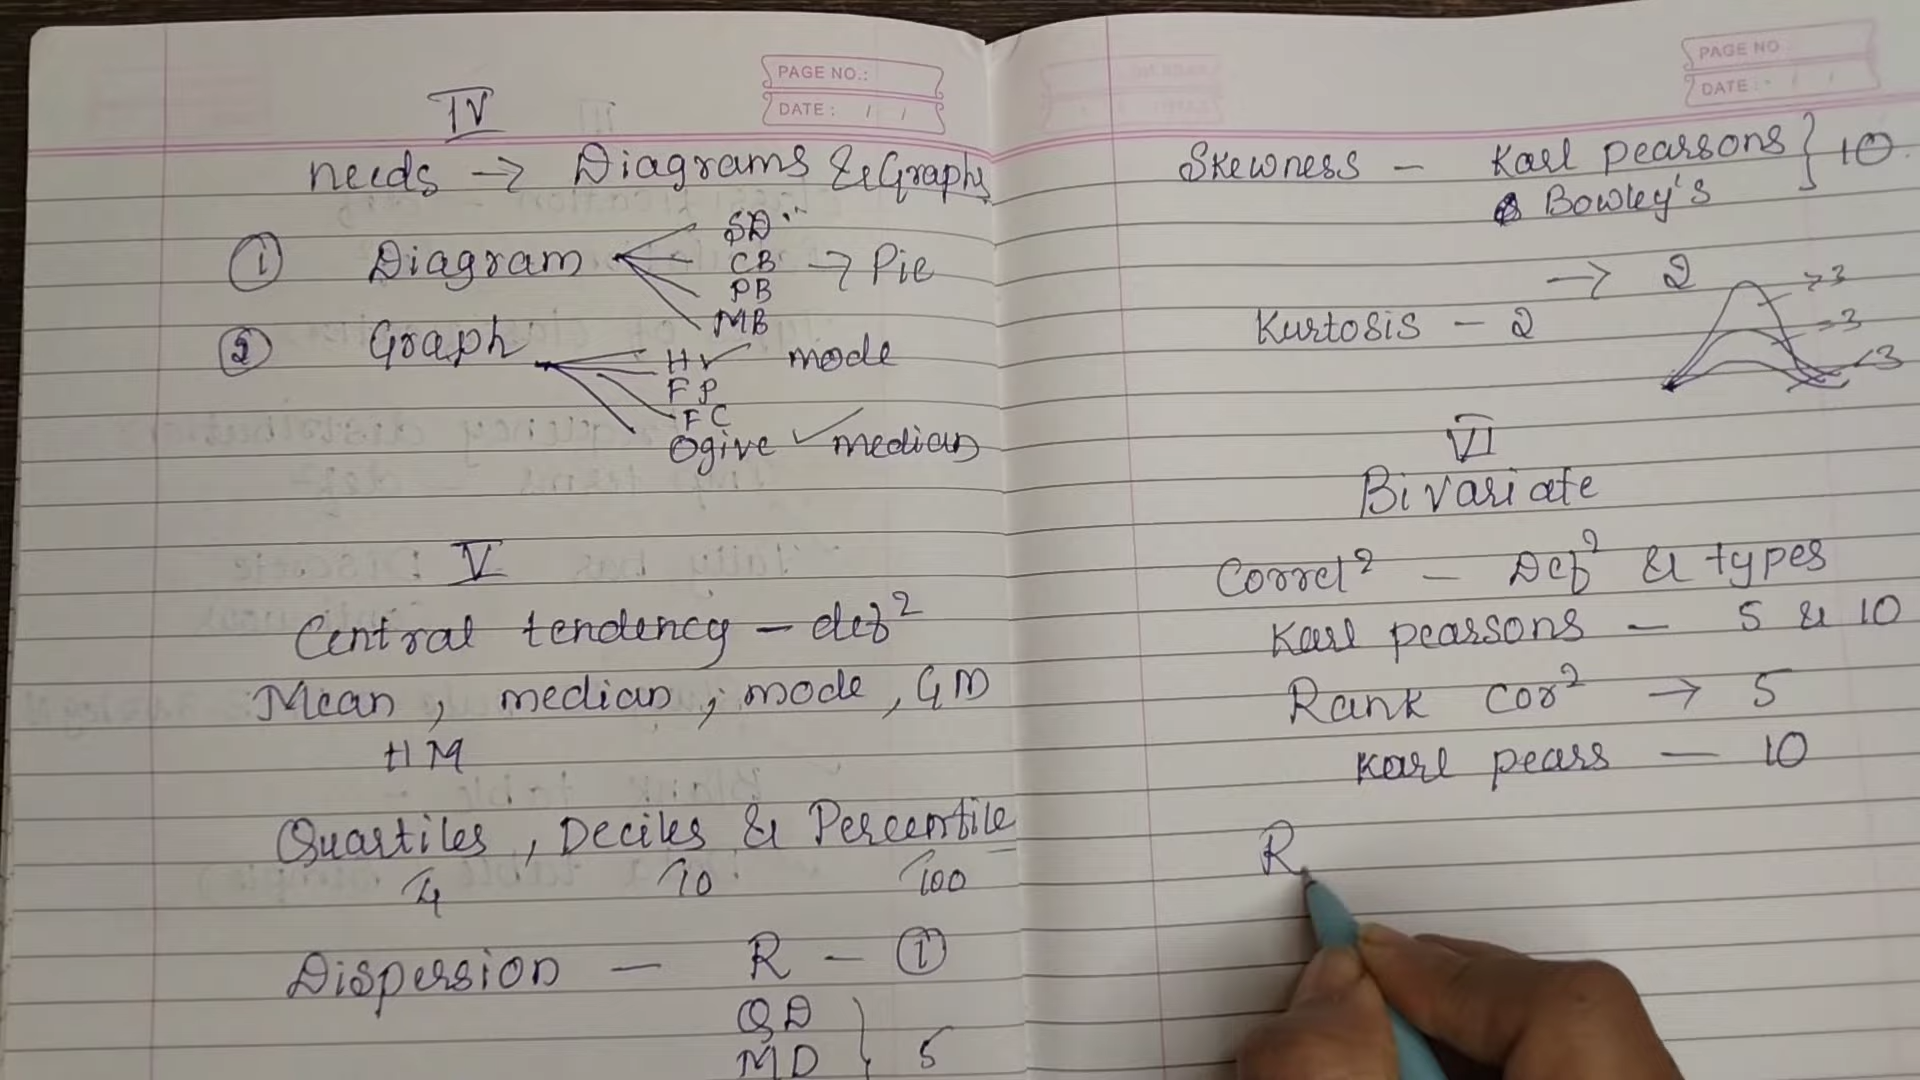 PAGE NO.:
DATE: / /
IV
needs → Diagrams & Graphs
① Diagram
SD
CB → Pie
PB
MB
② Graph
H ✓ mode
FP
FC
Ogive ✓ median
V
Central tendency - def²
Mean, median, mode, GM
HM
Quartiles, Deciles & Percentile
/4 /10 /100
Dispersion - R - ①
QD
MD } 5
PAGE NO
DATE:- / /
Skewness - Karl pearsons } 10
& Bowley's
→ 2
Kurtosis - 2
>3
=3
<3
VI
Bivariate
Correl² - Def² & types
Karl pearsons - 5 & 10
Rank Cor² → 5
Karl pears - 10
R